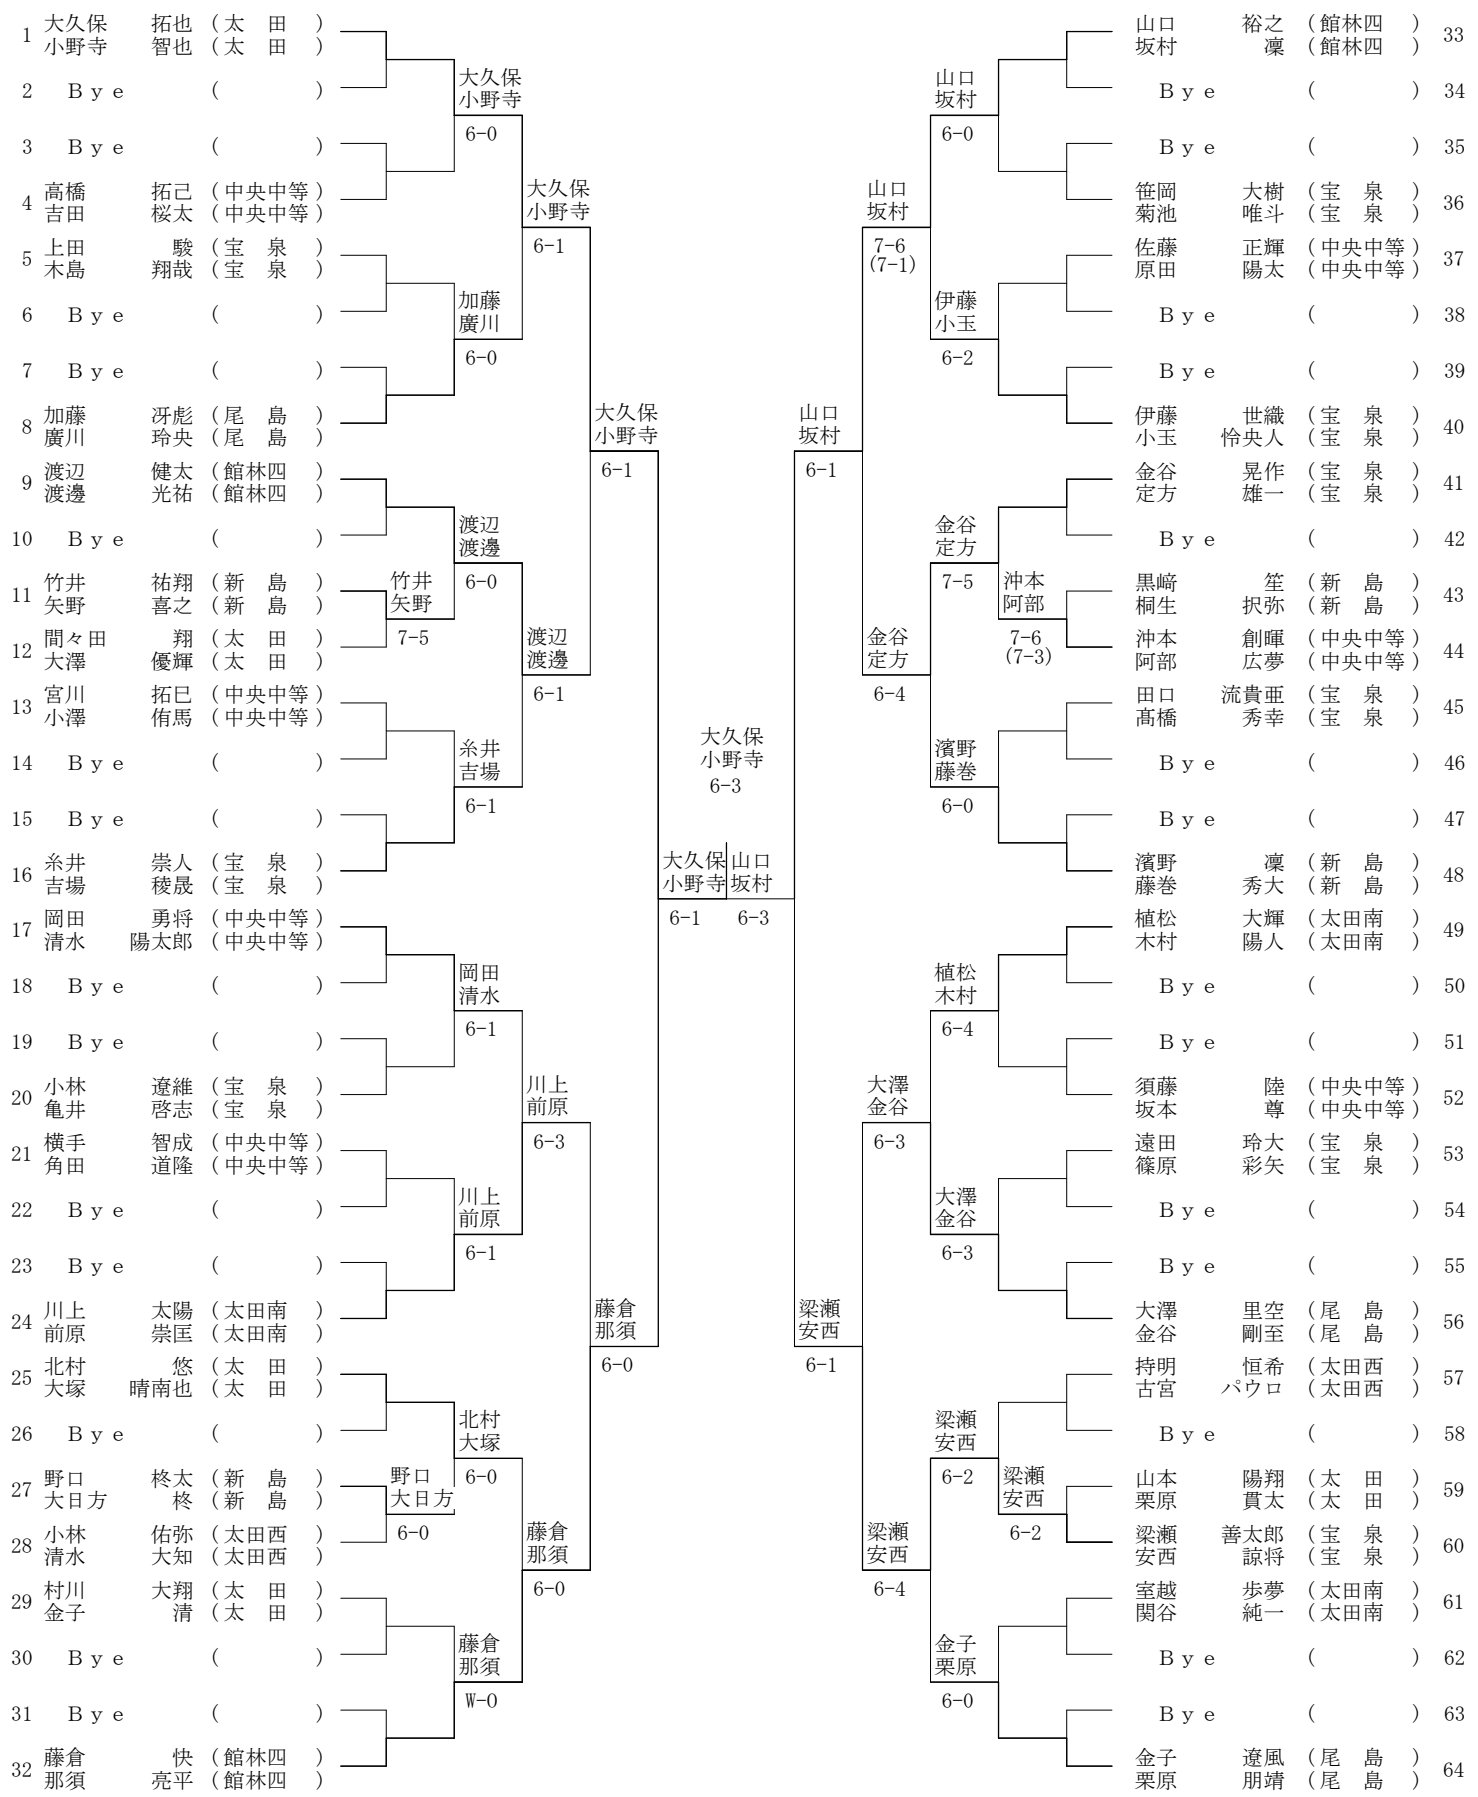 1 大久保 拓也 (太 田 )
小野寺 智也 (太 田 )
2 Bye ( )
3 Bye ( )
4 高橋 拓己 (中央中等)
吉田 桜太 (中央中等)
5 上田 駿 (宝 泉 )
木島 翔哉 (宝 泉 )
6 Bye ( )
7 Bye ( )
8 加藤 冴彪 (尾 島 )
廣川 玲央 (尾 島 )
9 渡辺 健太 (館林四 )
渡邊 光祐 (館林四 )
10 Bye ( )
11 竹井 祐翔 (新 島 )
矢野 喜之 (新 島 )
12 間々田 翔 (太 田 )
大澤 優輝 (太 田 )
13 宮川 拓巳 (中央中等)
小澤 侑馬 (中央中等)
14 Bye ( )
15 Bye ( )
16 糸井 崇人 (宝 泉 )
吉場 稜晟 (宝 泉 )
17 岡田 勇将 (中央中等)
清水 陽太郎 (中央中等)
18 Bye ( )
19 Bye ( )
20 小林 遼維 (宝 泉 )
亀井 啓志 (宝 泉 )
21 横手 智成 (中央中等)
角田 道隆 (中央中等)
22 Bye ( )
23 Bye ( )
24 川上 太陽 (太田南 )
前原 崇匡 (太田南 )
25 北村 悠 (太 田 )
大塚 晴南也 (太 田 )
26 Bye ( )
27 野口 柊太 (新 島 )
大日方 柊 (新 島 )
28 小林 佑弥 (太田西 )
清水 大知 (太田西 )
29 村川 大翔 (太 田 )
金子 清 (太 田 )
30 Bye ( )
31 Bye ( )
32 藤倉 快 (館林四 )
那須 亮平 (館林四 )
竹井
矢野
7-5
野口
大日方
6-0
大久保
小野寺
6-0
加藤
廣川
6-0
渡辺
渡邊
6-0
糸井
吉場
6-1
岡田
清水
6-1
川上
前原
6-1
北村
大塚
6-0
藤倉
那須
W-O
大久保
小野寺
6-1
渡辺
渡邊
6-1
川上
前原
6-3
藤倉
那須
6-0
大久保
小野寺
6-1
藤倉
那須
6-0
大久保
小野寺
6-1
大久保
小野寺
6-3
山口
坂村
6-3
山口
坂村
6-1
梁瀬
安西
6-1
山口
坂村
7-6
(7-1)
金谷
定方
6-4
大澤
金谷
6-3
梁瀬
安西
6-4
山口
坂村
6-0
伊藤
小玉
6-2
金谷
定方
7-5
濱野
藤巻
6-0
植松
木村
6-4
大澤
金谷
6-3
梁瀬
安西
6-2
金子
栗原
6-0
沖本
阿部
7-6
(7-3)
梁瀬
安西
6-2
山口 裕之 (館林四 ) 33
坂村 凜 (館林四 )
Bye ( ) 34
Bye ( ) 35
笹岡 大樹 (宝 泉 ) 36
菊池 唯斗 (宝 泉 )
佐藤 正輝 (中央中等) 37
原田 陽太 (中央中等)
Bye ( ) 38
Bye ( ) 39
伊藤 世織 (宝 泉 ) 40
小玉 怜央人 (宝 泉 )
金谷 晃作 (宝 泉 ) 41
定方 雄一 (宝 泉 )
Bye ( ) 42
黒﨑 笙 (新 島 ) 43
桐生 択弥 (新 島 )
沖本 創暉 (中央中等) 44
阿部 広夢 (中央中等)
田口 流貴亜 (宝 泉 ) 45
髙橋 秀幸 (宝 泉 )
Bye ( ) 46
Bye ( ) 47
濱野 凜 (新 島 ) 48
藤巻 秀大 (新 島 )
植松 大輝 (太田南 ) 49
木村 陽人 (太田南 )
Bye ( ) 50
Bye ( ) 51
須藤 陸 (中央中等) 52
坂本 尊 (中央中等)
遠田 玲大 (宝 泉 ) 53
篠原 彩矢 (宝 泉 )
Bye ( ) 54
Bye ( ) 55
大澤 里空 (尾 島 ) 56
金谷 剛至 (尾 島 )
持明 恒希 (太田西 ) 57
古宮 パウロ (太田西 )
Bye ( ) 58
山本 陽翔 (太 田 ) 59
栗原 貫太 (太 田 )
梁瀬 善太郎 (宝 泉 ) 60
安西 諒将 (宝 泉 )
室越 歩夢 (太田南 ) 61
関谷 純一 (太田南 )
Bye ( ) 62
Bye ( ) 63
金子 遼風 (尾 島 ) 64
栗原 朋靖 (尾 島 )